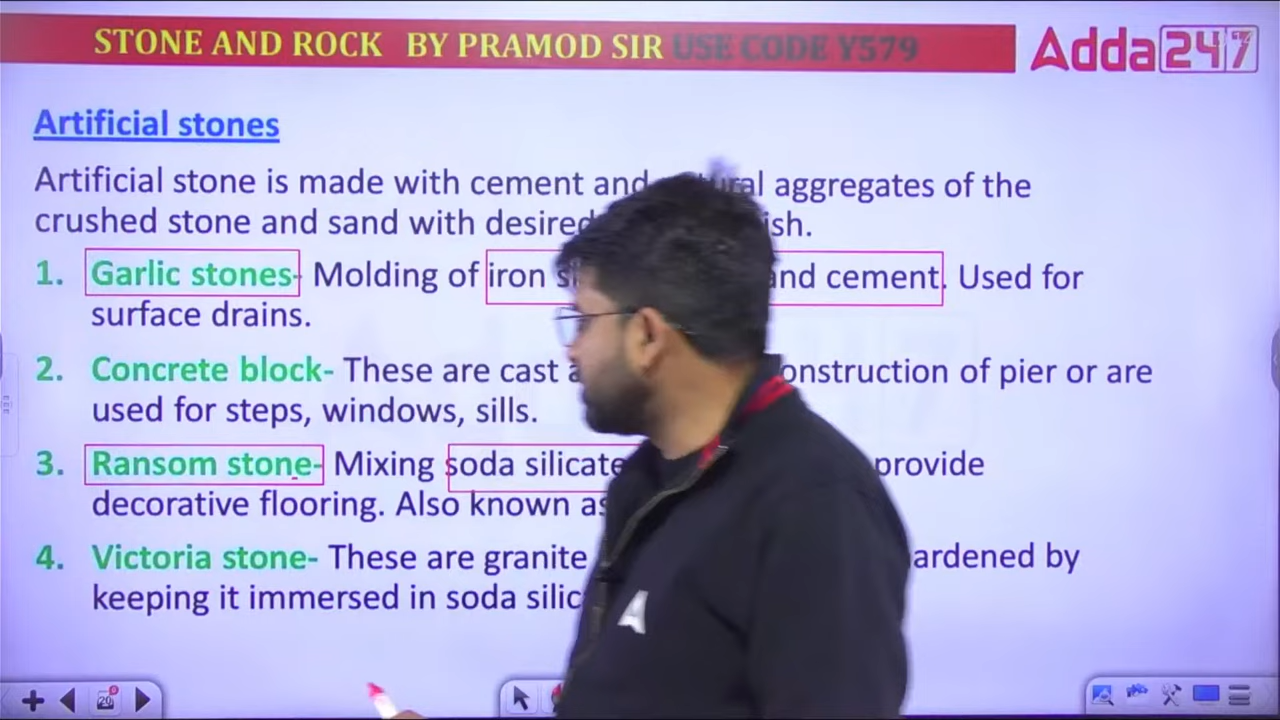 STONE AND ROCK BY PRAMOD SIR USE CODE Y579
Adda247
Artificial stones
Artificial stone is made with cement and aggregates of the
crushed stone and sand with desired
1. Garlic stones- Molding of iron and cement. Used for
surface drains.
2. Concrete block- These are cast of pier or are
used for steps, windows, sills.
3. Ransom stone- Mixing soda silicate provide
decorative flooring. Also known as
4. Victoria stone- These are granite by
keeping it immersed in soda
20